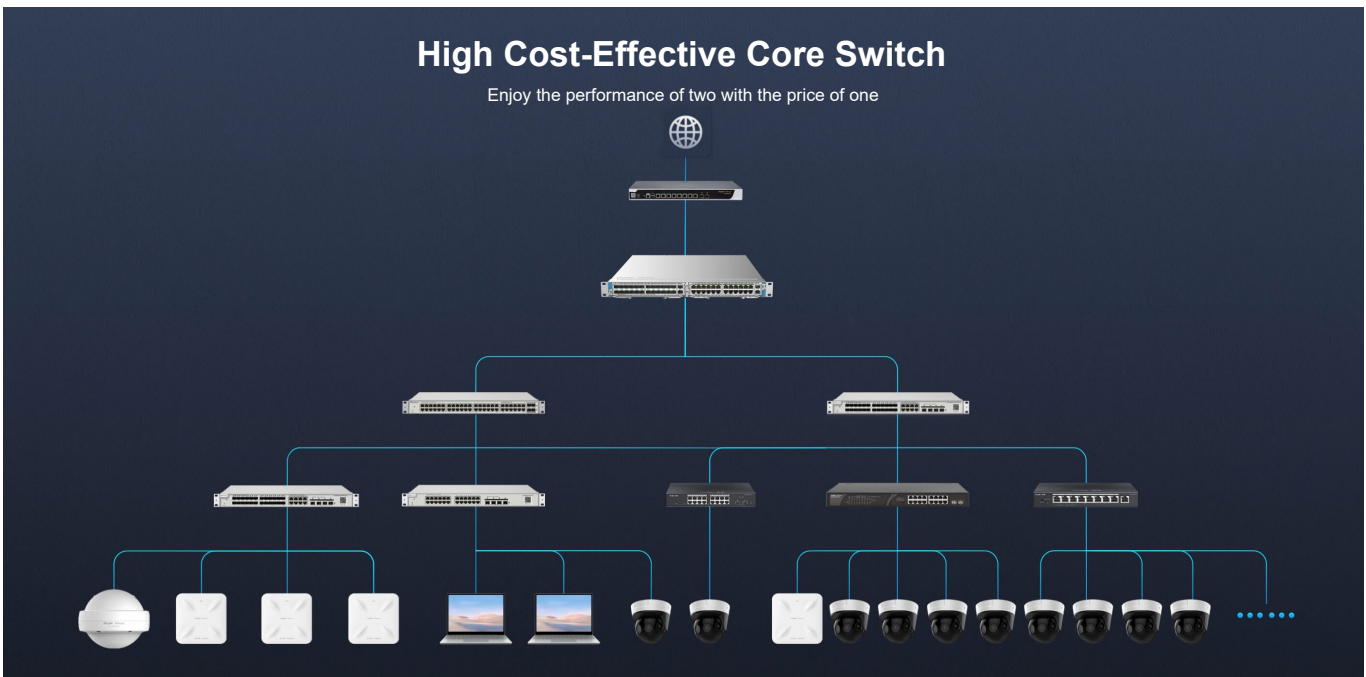 High Cost-Effective Core Switch
Enjoy the performance of two with the price of one